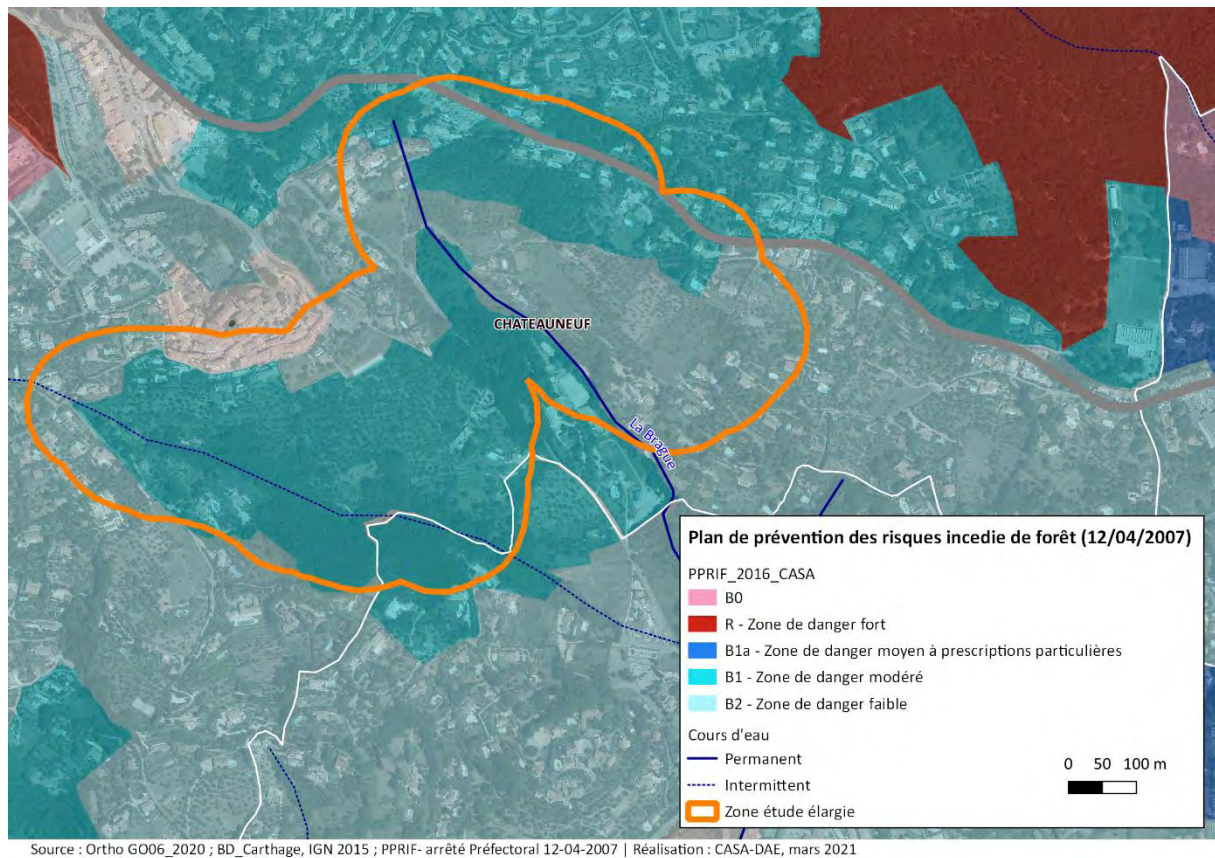 CHATEAUNEUF
La Brague
Plan de prévention des risques incedie de forêt (12/04/2007)
PPRIF_2016_CASA
B0
R - Zone de danger fort
B1a - Zone de danger moyen à prescriptions particulières
B1 - Zone de danger modéré
B2 - Zone de danger faible
Cours d'eau
Permanent
Intermittent
Zone étude élargie
0 50 100 m
Source : Ortho GO06_2020 ; BD_Carthage, IGN 2015 ; PPRIF- arrêté Préfectoral 12-04-2007 | Réalisation : CASA-DAE, mars 2021